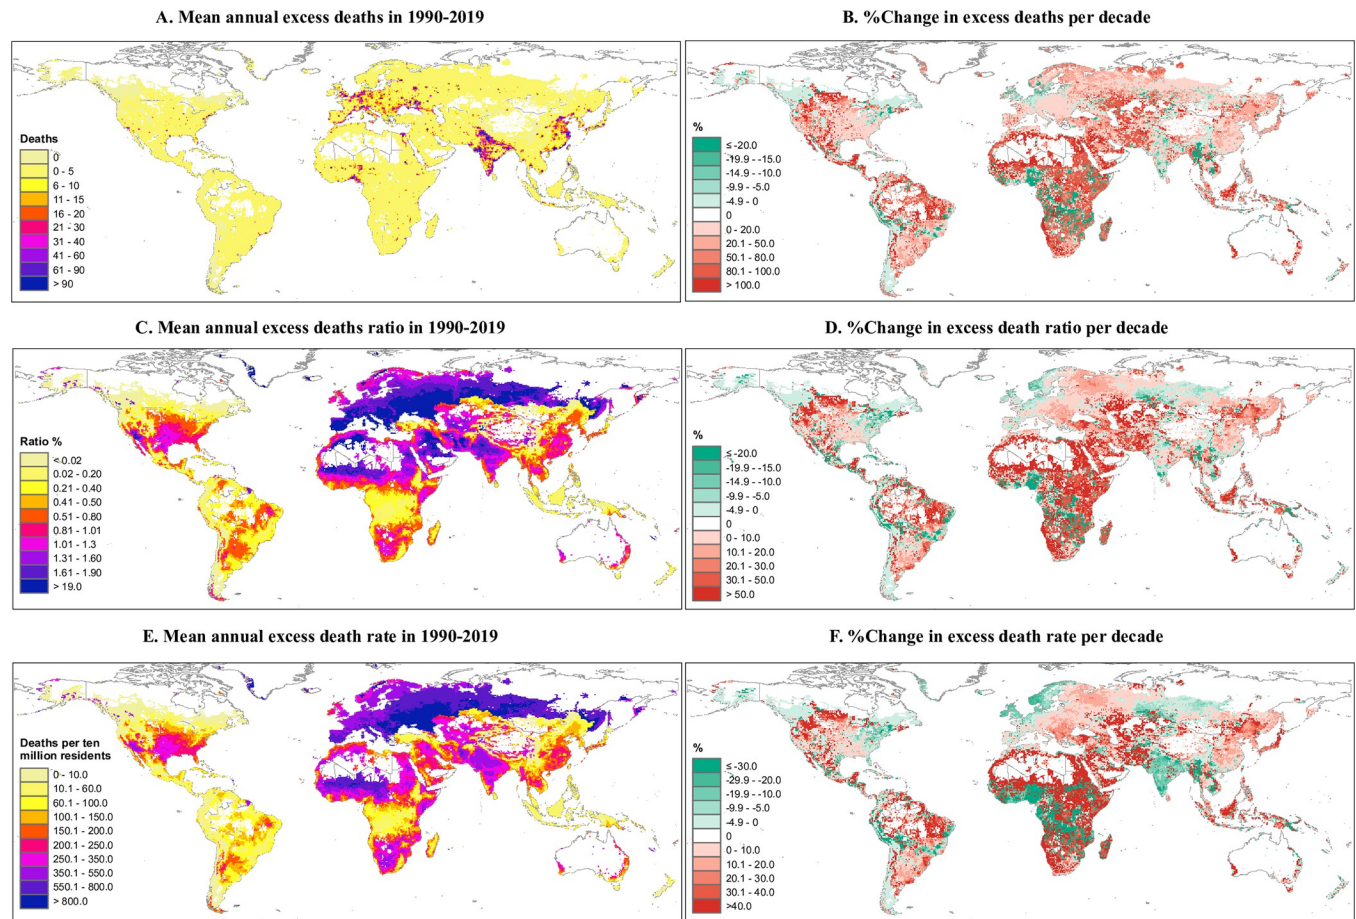 A. Mean annual excess deaths in 1990-2019
B. %Change in excess deaths per decade
Deaths
0
0 - 5
6 - 10
11 - 15
16 - 20
21 - 30
31 - 40
41 - 60
61 - 90
> 90
%
≤ -20.0
-19.9 - -15.0
-14.9 - -10.0
-9.9 - -5.0
-4.9 - 0
0
0 - 20.0
20.1 - 50.0
50.1 - 80.0
80.1 - 100.0
> 100.0
C. Mean annual excess deaths ratio in 1990-2019
D. %Change in excess death ratio per decade
Ratio %
< 0.02
0.02 - 0.20
0.21 - 0.40
0.41 - 0.50
0.51 - 0.80
0.81 - 1.01
1.01 - 1.3
1.31 - 1.60
1.61 - 1.90
> 19.0
%
≤ -20.0
-19.9 - -15.0
-14.9 - -10.0
-9.9 - -5.0
-4.9 - 0
0
0 - 10.0
10.1 - 20.0
20.1 - 30.0
30.1 - 50.0
> 50.0
E. Mean annual excess death rate in 1990-2019
F. %Change in excess death rate per decade
Deaths per ten
million residents
0 - 10.0
10.1 - 60.0
60.1 - 100.0
100.1 - 150.0
150.1 - 200.0
200.1 - 250.0
250.1 - 350.0
350.1 - 550.0
550.1 - 800.0
> 800.0
%
≤ -30.0
-29.9 - -20.0
-19.9 - -10.0
-9.9 - -5.0
-4.9 - 0
0
0 - 10.0
10.1 - 20.0
20.1 - 30.0
30.1 - 40.0
>40.0